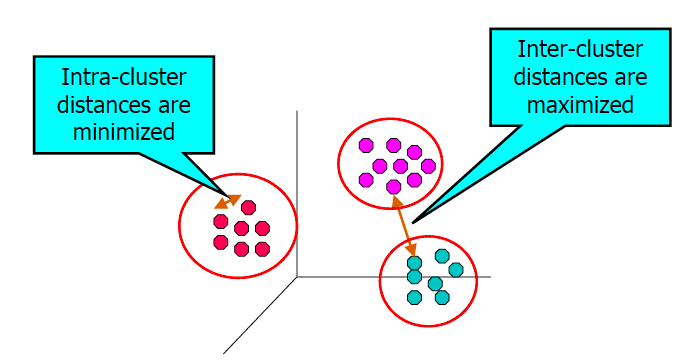 Intra-cluster
distances are
minimized
Inter-cluster
distances are
maximized